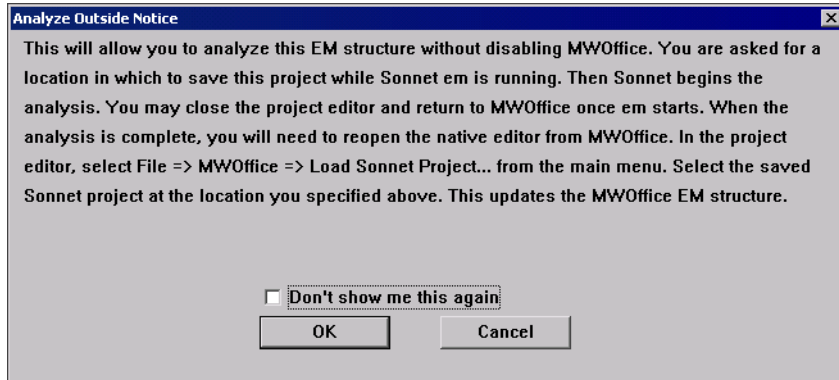 Analyze Outside Notice
This will allow you to analyze this EM structure without disabling MWOffice. You are asked for a
location in which to save this project while Sonnet em is running. Then Sonnet begins the
analysis. You may close the project editor and return to MWOffice once em starts. When the
analysis is complete, you will need to reopen the native editor from MWOffice. In the project
editor, select File => MWOffice => Load Sonnet Project... from the main menu. Select the saved
Sonnet project at the location you specified above. This updates the MWOffice EM structure.
Don't show me this again
OK Cancel